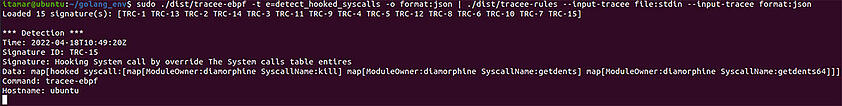 itamar@ubuntu:~/golang_env$ sudo ./dist/tracee-ebpf -t e=detect_hooked_syscalls -o format:json | ./dist/tracee-rules --input-tracee file:stdin --input-tracee format:json
Loaded 15 signature(s): [TRC-1 TRC-13 TRC-2 TRC-14 TRC-3 TRC-11 TRC-9 TRC-4 TRC-5 TRC-12 TRC-8 TRC-6 TRC-10 TRC-7 TRC-15]
*** Detection ***
Time: 2022-04-18T10:49:20Z
Signature ID: TRC-15
Signature: Hooking System call by override The System calls table entires
Data: map[hooked syscall:[map[ModuleOwner:diamorphine SyscallName:kill] map[ModuleOwner:diamorphine SyscallName:getdents] map[ModuleOwner:diamorphine SyscallName:getdents64]]]
Command: tracee-ebpf
Hostname: ubuntu